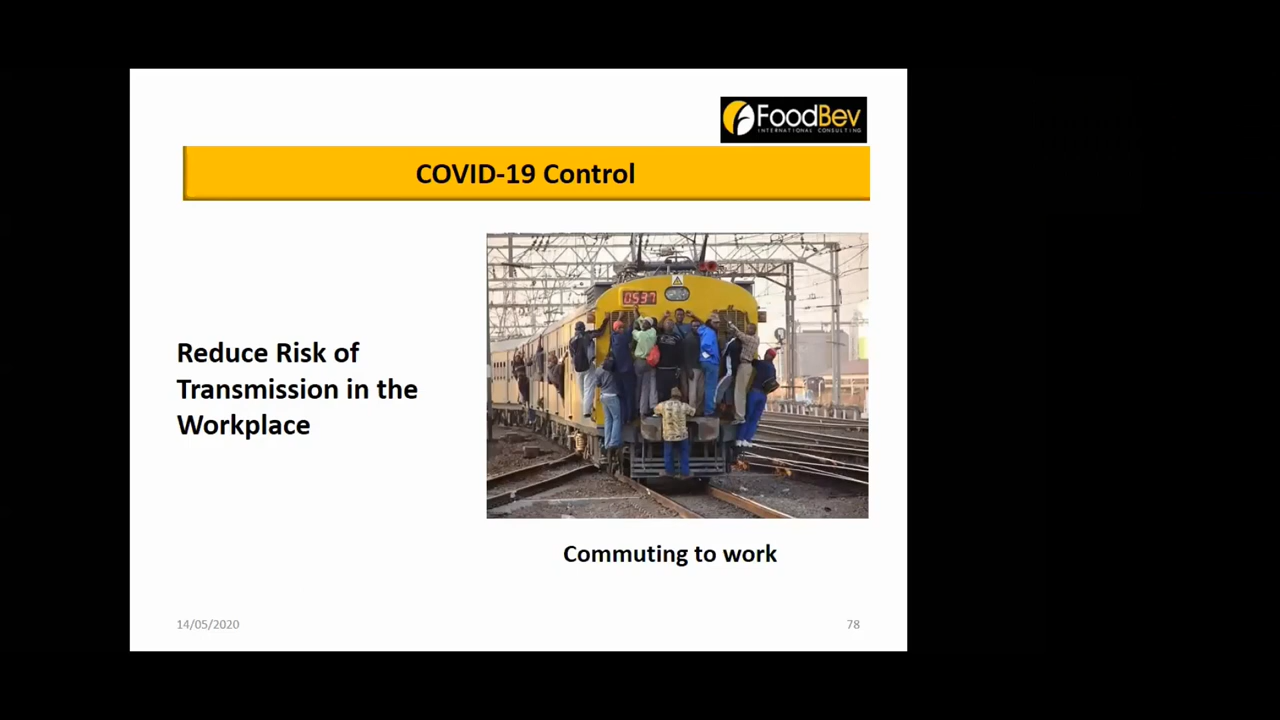 FoodBev
INTERNATIONAL CONSULTING
COVID-19 Control
0537
Reduce Risk of
Transmission in the
Workplace
Commuting to work
14/05/2020
78